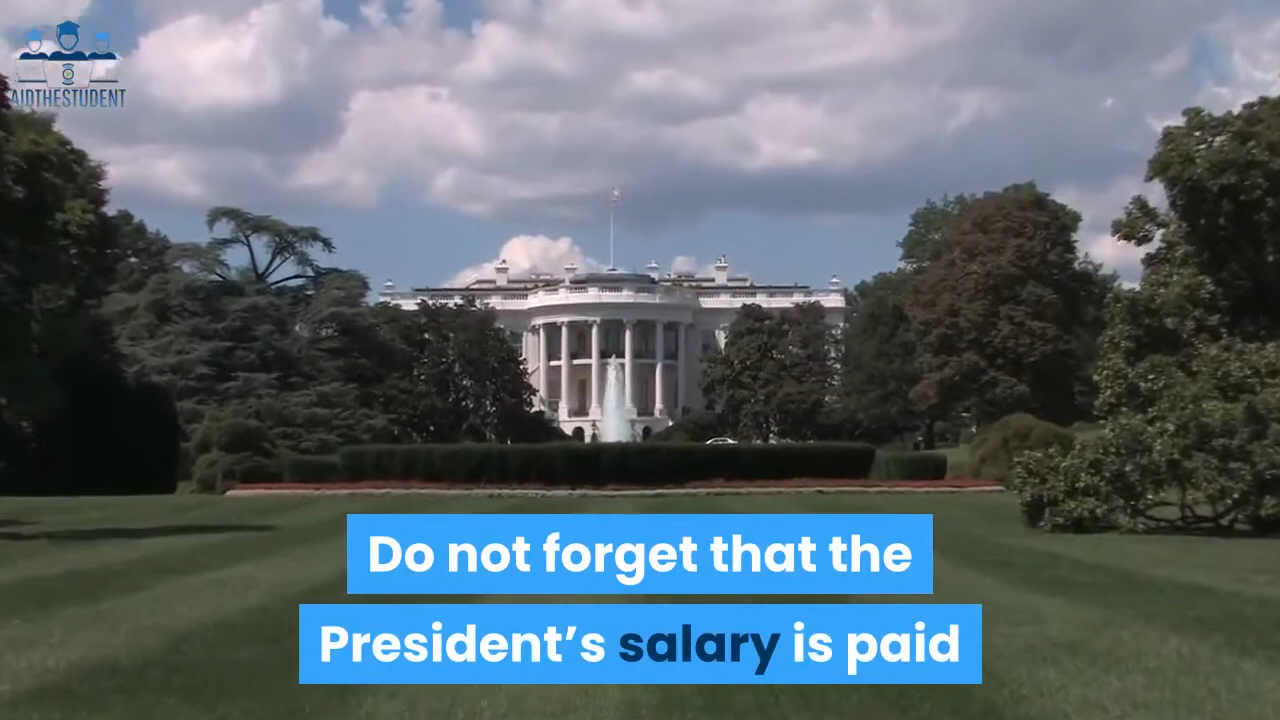 AIDTHESTUDENT
Do not forget that the
President’s salary is paid